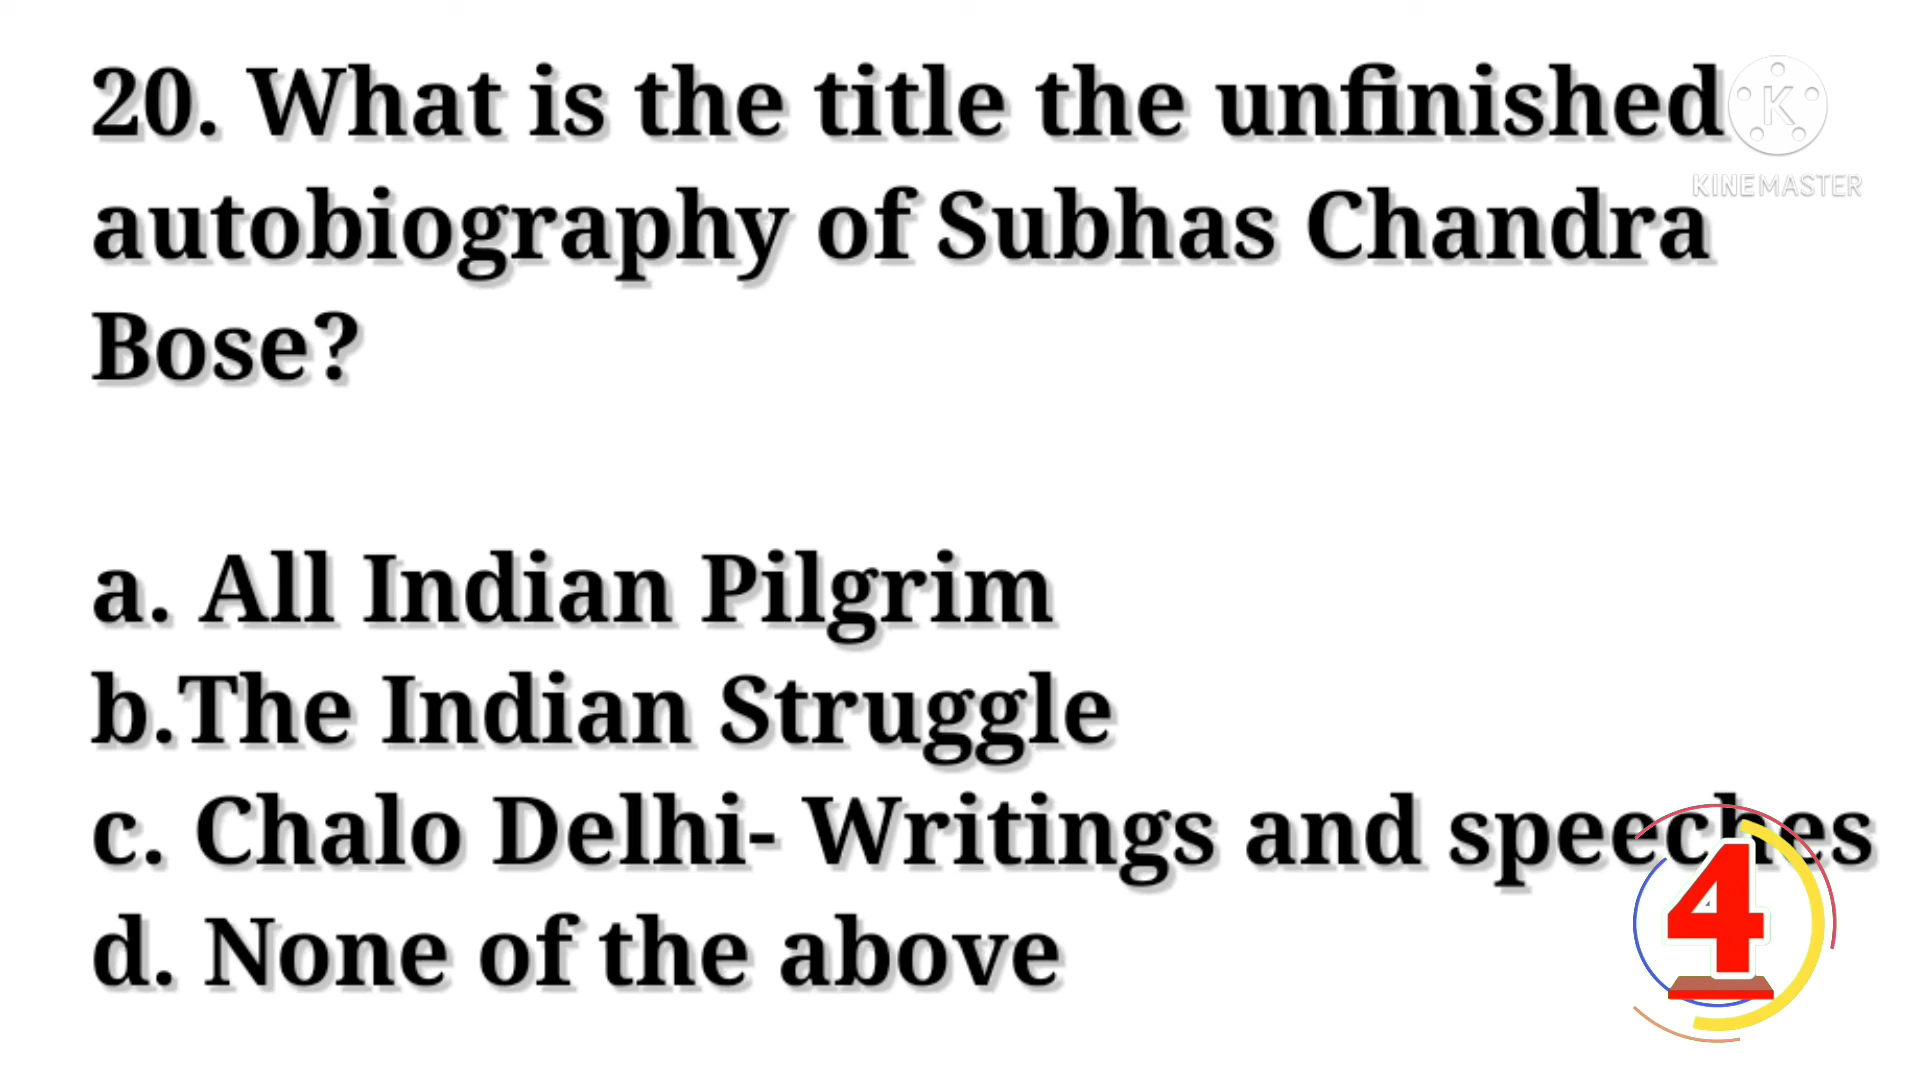 20. What is the title the unfinished
autobiography of Subhas Chandra
Bose?
a. All Indian Pilgrim
b.The Indian Struggle
c. Chalo Delhi- Writings and speeches
d. None of the above
K
KINEMASTER
4